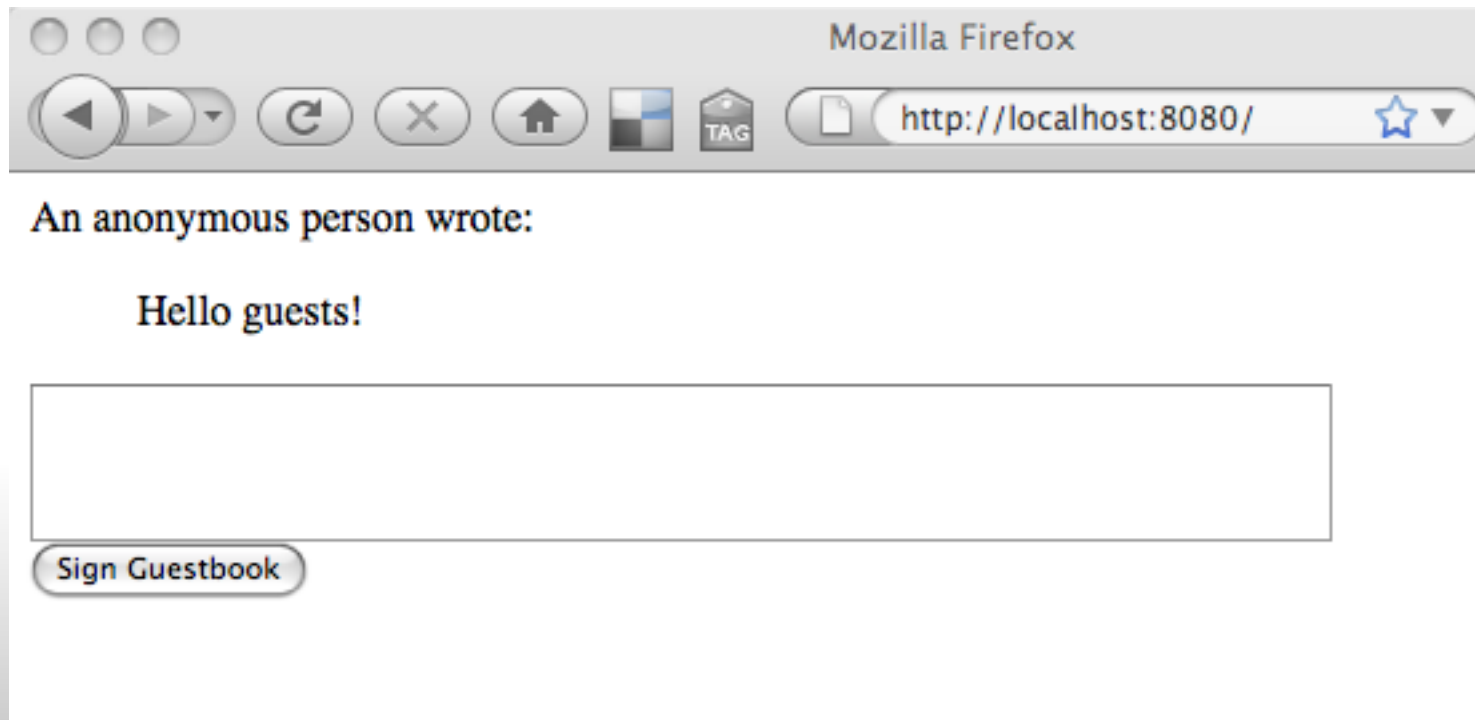 Mozilla Firefox
TAG
http://localhost:8080/
An anonymous person wrote:
Hello guests!
Sign Guestbook